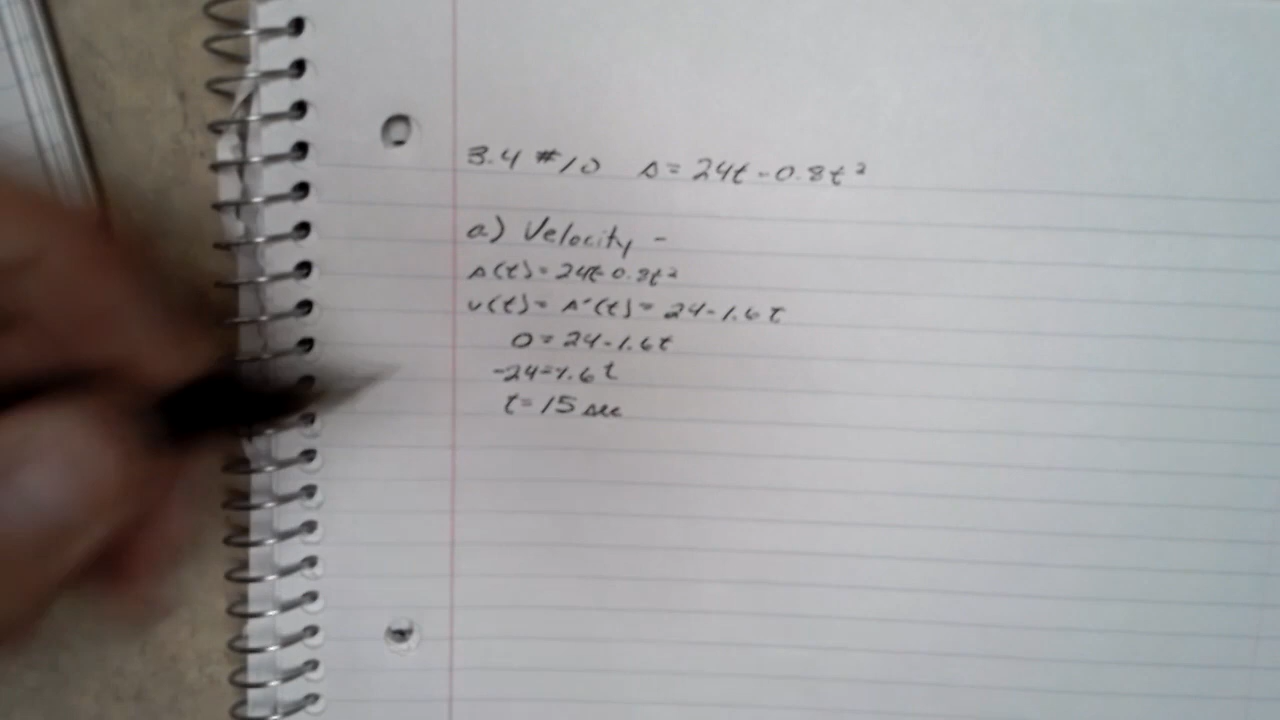 3.4 #10 s = 24t - 0.8t²
a) Velocity -
s(t) = 24t - 0.8t²
v(t) = s'(t) = 24 - 1.6t
0 = 24 - 1.6t
-24 = -1.6t
t = 15 sec